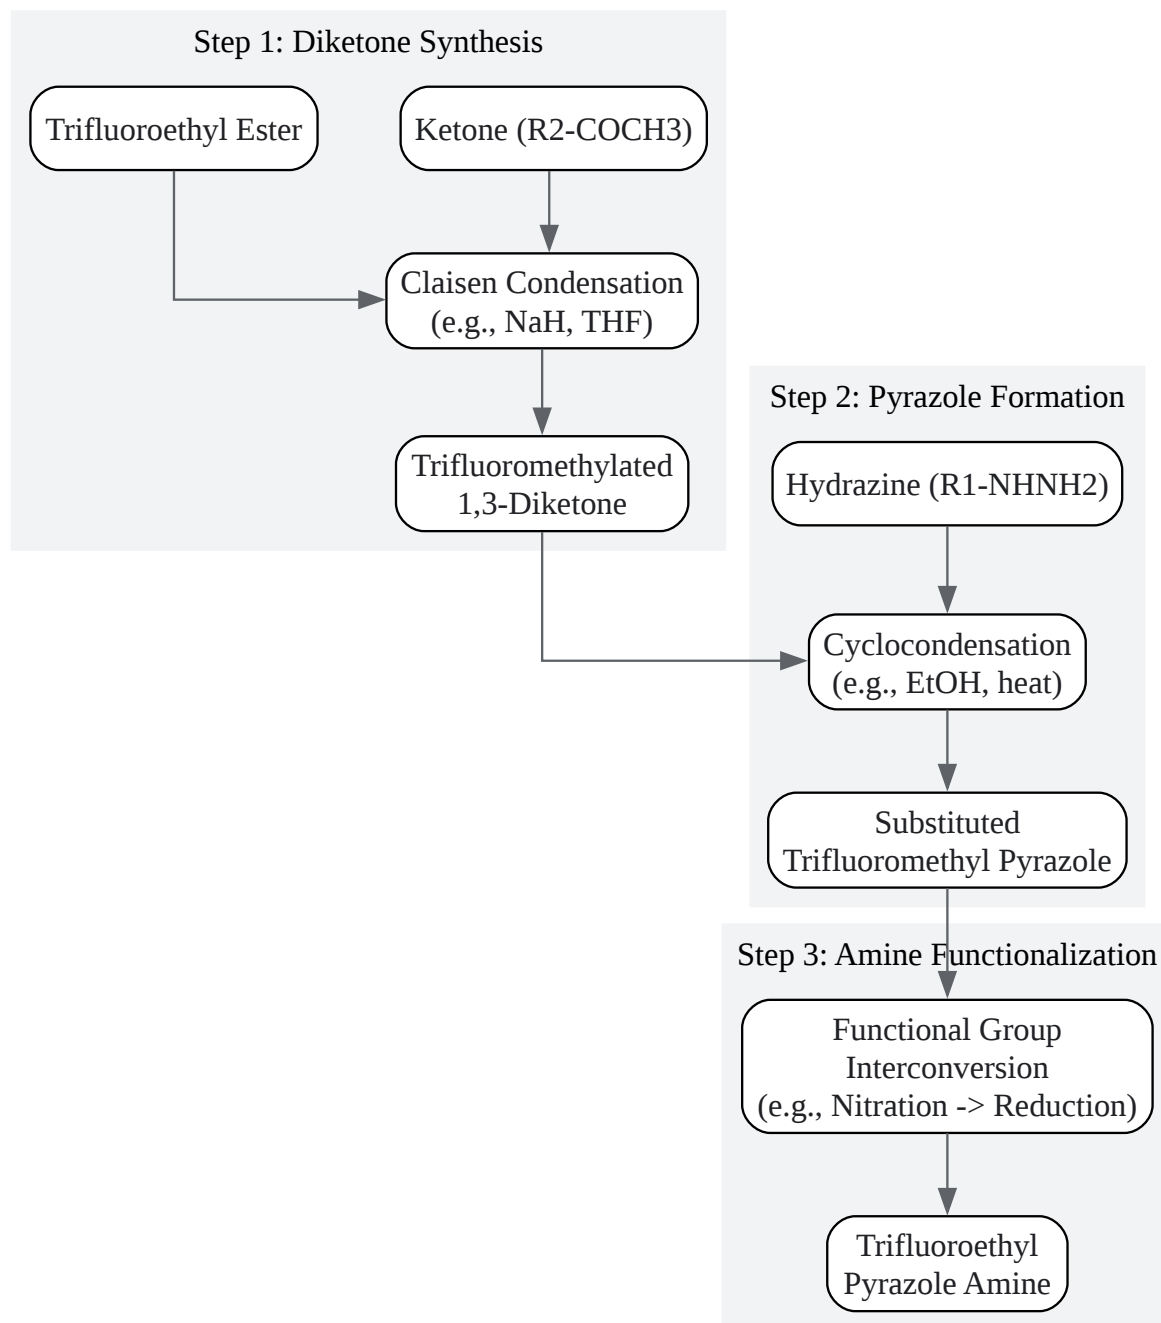 Step 1: Diketone Synthesis
Trifluoroethyl Ester
Ketone (R2-COCH3)
Claisen Condensation
(e.g., NaH, THF)
Trifluoromethylated
1,3-Diketone
Step 2: Pyrazole Formation
Hydrazine (R1-NHNH2)
Cyclocondensation
(e.g., EtOH, heat)
Substituted
Trifluoromethyl Pyrazole
Step 3: Amine Functionalization
Functional Group
Interconversion
(e.g., Nitration -> Reduction)
Trifluoroethyl
Pyrazole Amine